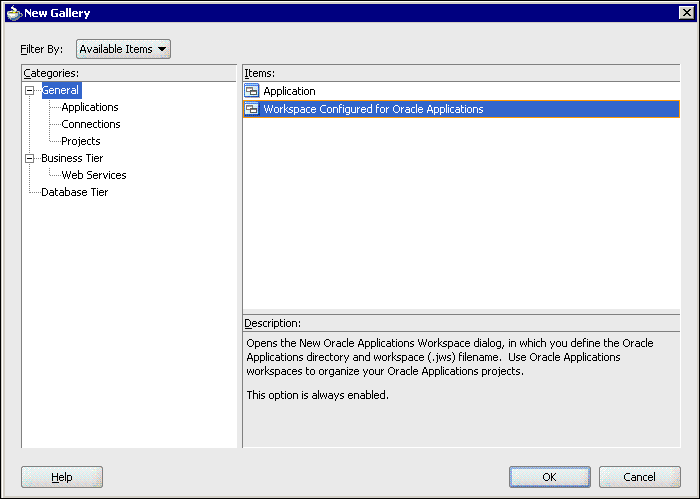 New Gallery
Filter By: Available Items
Categories:
General
Applications
Connections
Projects
Business Tier
Web Services
Database Tier
Items:
Application
Workspace Configured for Oracle Applications
Description:
Opens the New Oracle Applications Workspace dialog, in which you define the Oracle
Applications directory and workspace (.jws) filename. Use Oracle Applications
workspaces to organize your Oracle Applications projects.
This option is always enabled.
Help
OK
Cancel